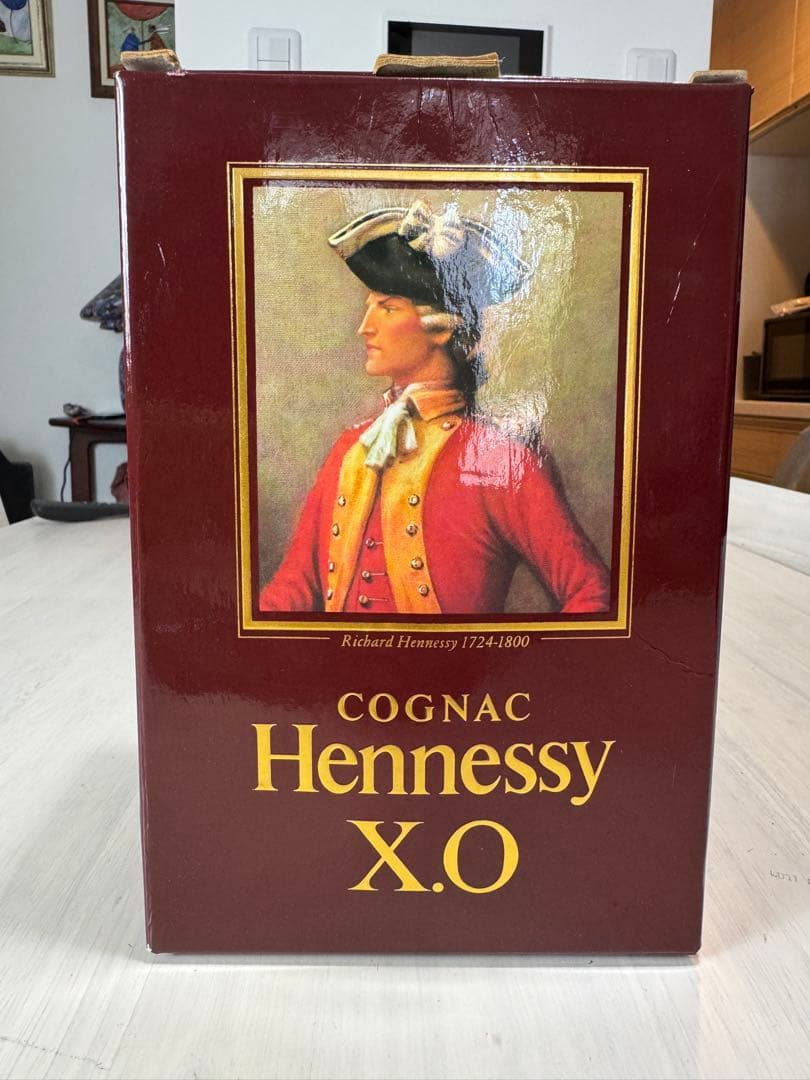 Richard Hennessy 1724-1800
COGNAC
Hennessy
X.O